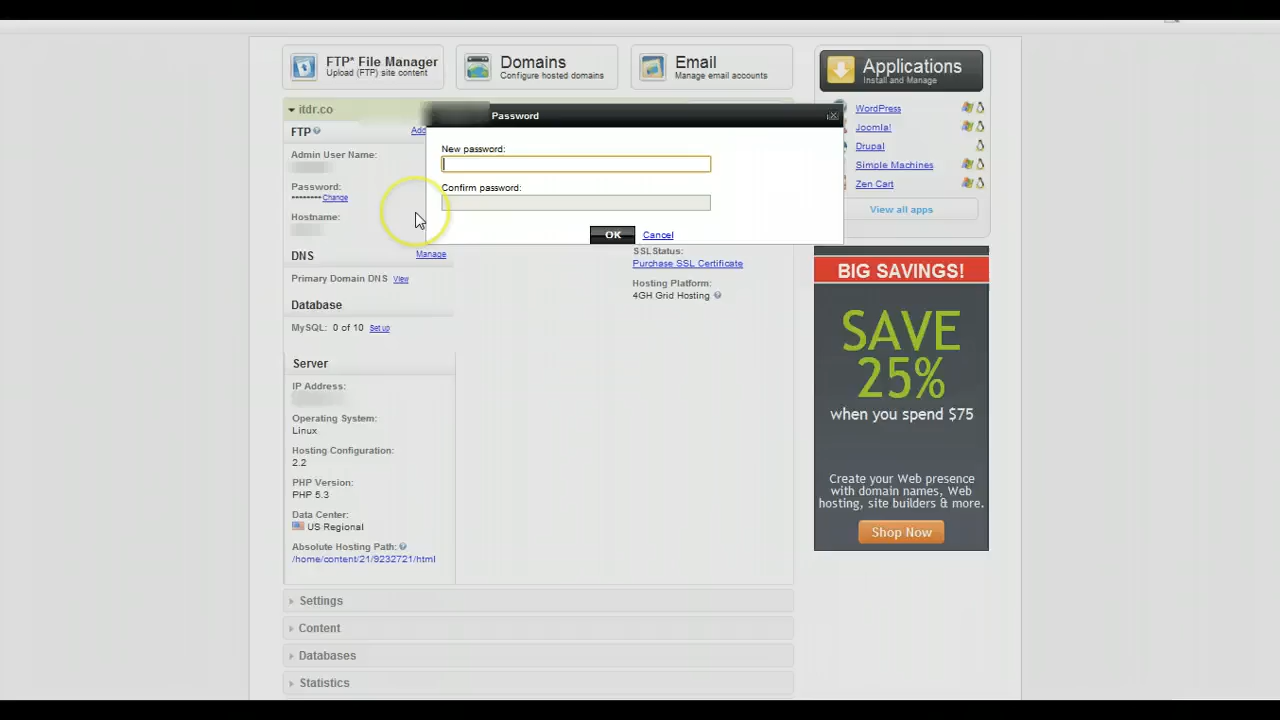 FTP* File Manager
Upload (FTP) site content
Domains
Configure hosted domains
Email
Manage email accounts
Applications
Install and Manage
WordPress
Joomla!
Drupal
Simple Machines
Zen Cart
View all apps
itdr.co
FTP
Add
Admin User Name:
Password:
•••••••• Change
Hostname:
DNS
Manage
Primary Domain DNS View
Database
MySQL: 0 of 10 Set up
Password
New password:
Confirm password:
OK
Cancel
SSLStatus:
Purchase SSL Certificate
Hosting Platform:
4GH Grid Hosting
Server
IP Address:
Operating System:
Linux
Hosting Configuration:
2.2
PHP Version:
PHP 5.3
Data Center:
US Regional
Absolute Hosting Path:
/home/content/21/9232721/html
Settings
Content
Databases
Statistics
BIG SAVINGS!
SAVE
25%
when you spend $75
Create your Web presence
with domain names, Web
hosting, site builders & more.
Shop Now